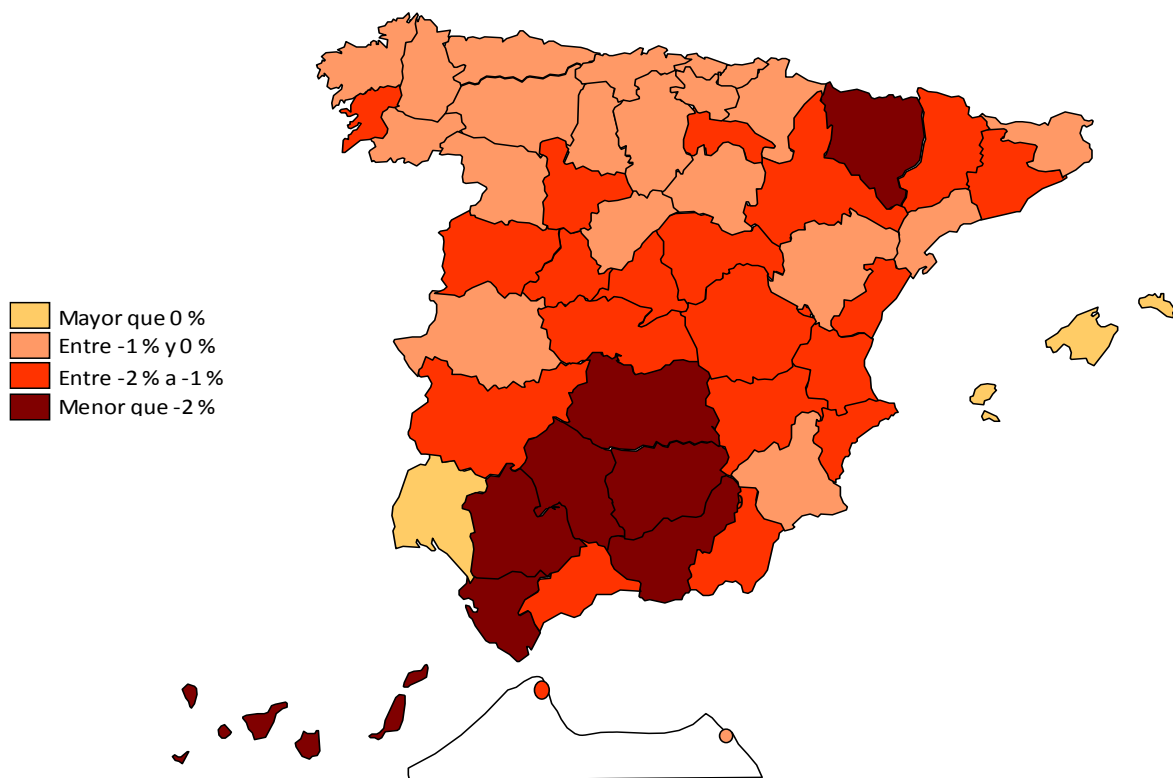 Mayor que 0 %
Entre -1 % y 0 %
Entre -2 % a -1 %
Menor que -2 %